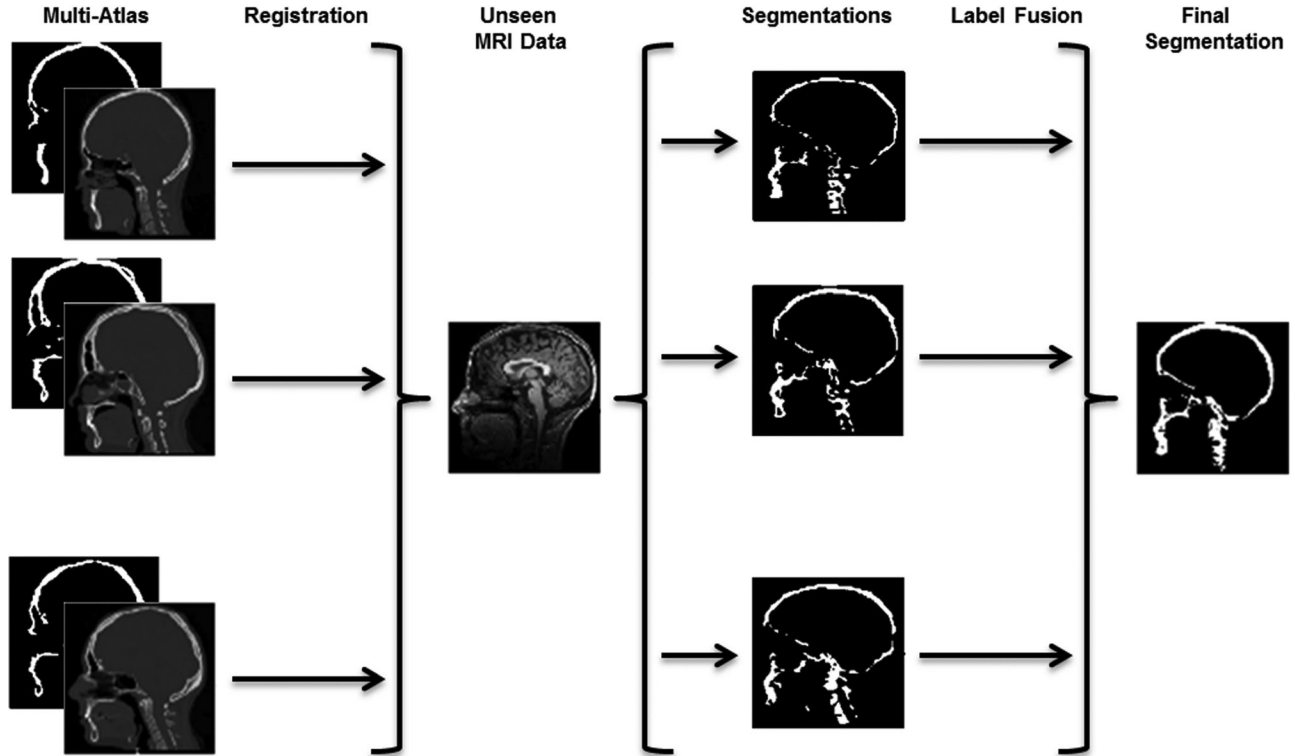 Multi-Atlas
Registration
Unseen
MRI Data
Segmentations
Label Fusion
Final
Segmentation